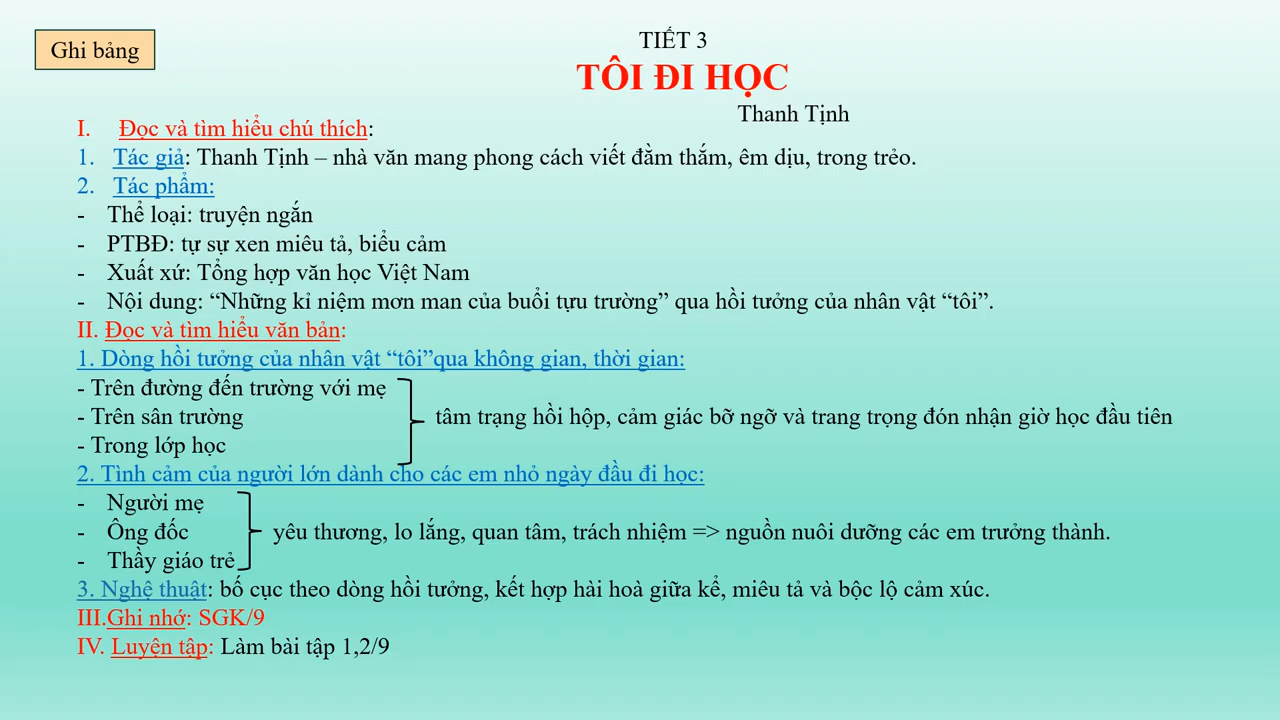 Ghi bảng
TIẾT 3
TÔI ĐI HỌC
Thanh Tịnh
I. Đọc và tìm hiểu chú thích:
1. Tác giả: Thanh Tịnh – nhà văn mang phong cách viết đằm thắm, êm dịu, trong trẻo.
2. Tác phẩm:
- Thể loại: truyện ngắn
- PTBĐ: tự sự xen miêu tả, biểu cảm
- Xuất xứ: Tổng hợp văn học Việt Nam
- Nội dung: “Những kỉ niệm mơn man của buổi tựu trường” qua hồi tưởng của nhân vật “tôi”.
II. Đọc và tìm hiểu văn bản:
1. Dòng hồi tưởng của nhân vật “tôi”qua không gian, thời gian:
- Trên đường đến trường với mẹ
- Trên sân trường
- Trong lớp học
tâm trạng hồi hộp, cảm giác bỡ ngỡ và trang trọng đón nhận giờ học đầu tiên
2. Tình cảm của người lớn dành cho các em nhỏ ngày đầu đi học:
- Người mẹ
- Ông đốc
- Thầy giáo trẻ
yêu thương, lo lắng, quan tâm, trách nhiệm => nguồn nuôi dưỡng các em trưởng thành.
3. Nghệ thuật: bố cục theo dòng hồi tưởng, kết hợp hài hoà giữa kể, miêu tả và bộc lộ cảm xúc.
III.Ghi nhớ: SGK/9
IV. Luyện tập: Làm bài tập 1,2/9